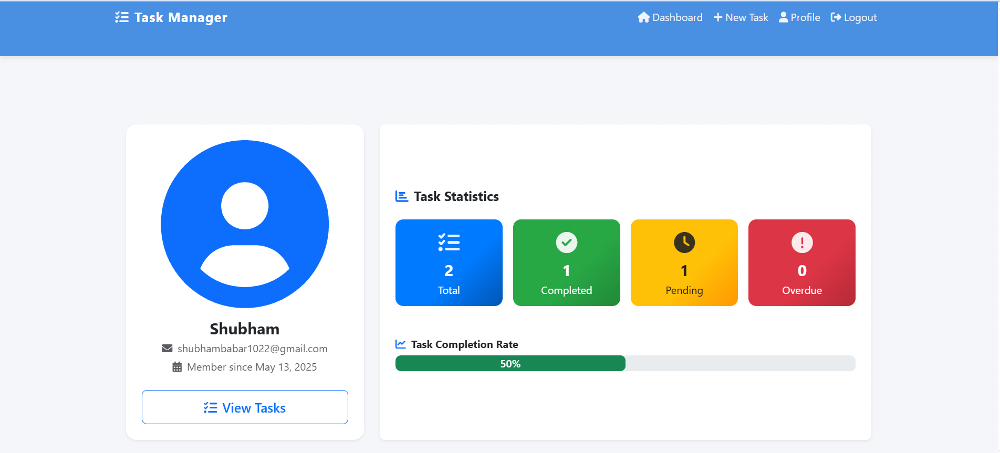 Task Manager
Dashboard New Task Profile Logout
Shubham
shubhambabar1022@gmail.com
Member since May 13, 2025
View Tasks
Task Statistics
2
Total
1
Completed
1
Pending
0
Overdue
Task Completion Rate
50%